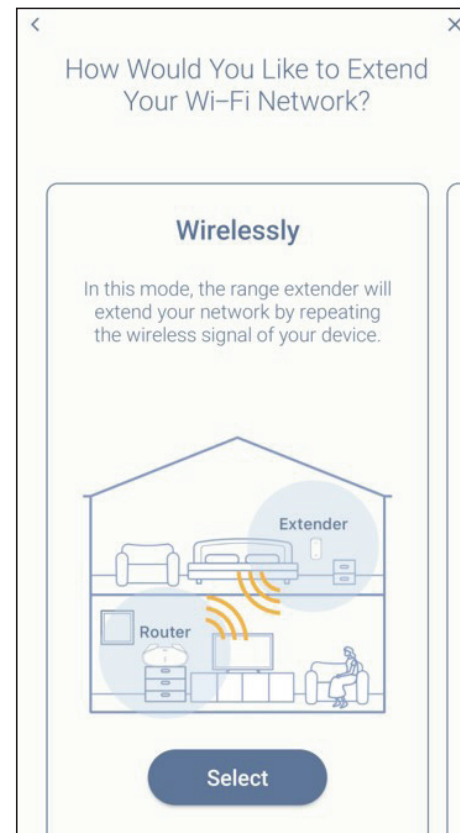 How Would You Like to Extend
Your Wi-Fi Network?
Wirelessly
In this mode, the range extender will
extend your network by repeating
the wireless signal of your device.
Extender
Router
Select